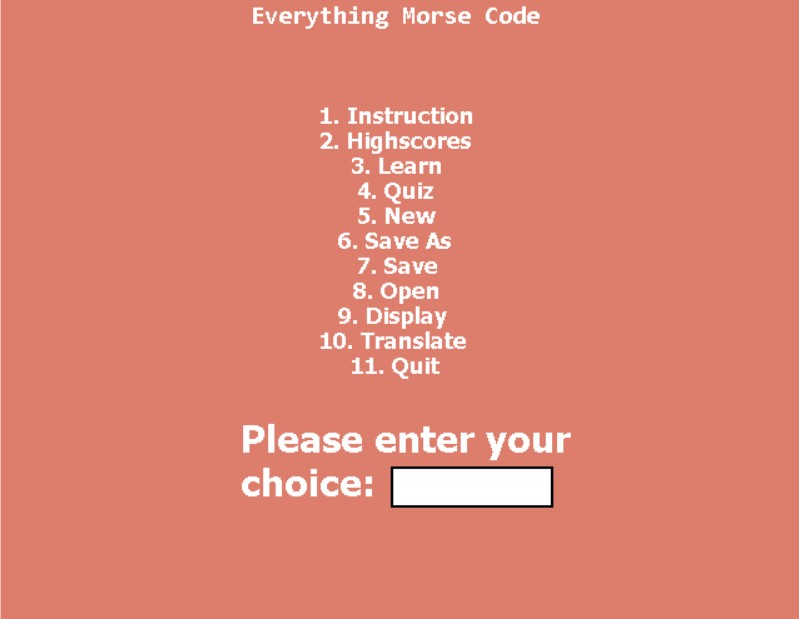 Everything Morse Code
1. Instruction
2. Highscores
3. Learn
4. Quiz
5. New
6. Save As
7. Save
8. Open
9. Display
10. Translate
11. Quit
Please enter your
choice: